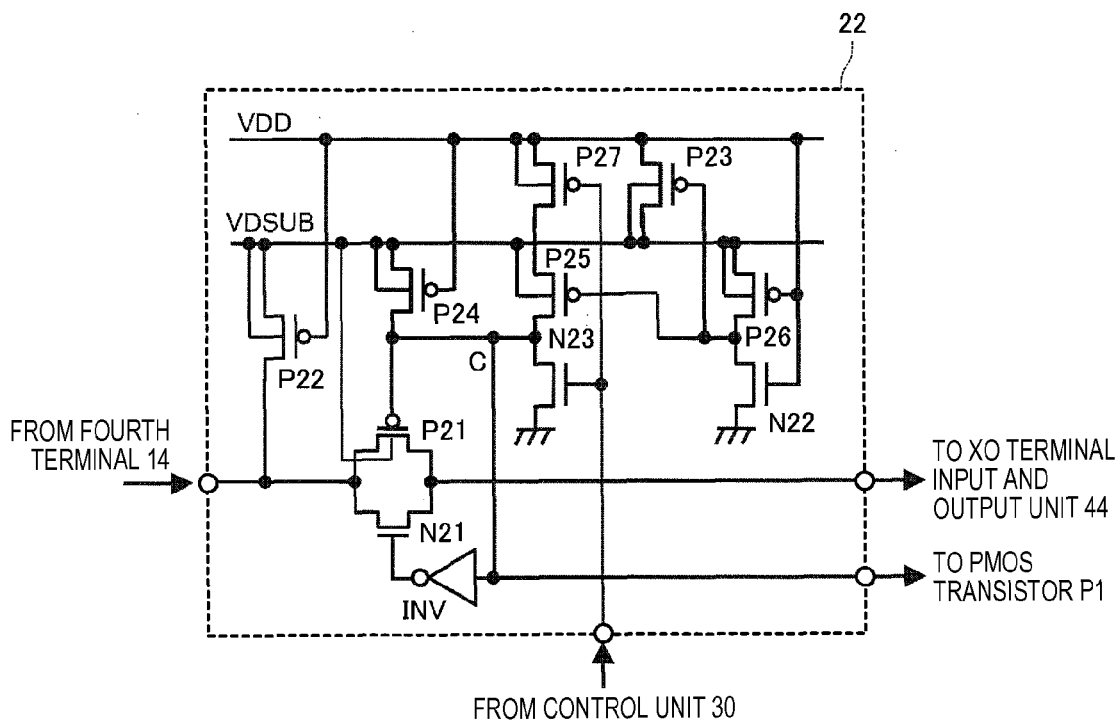 22
VDD
P27
P23
VDSUB
P25
P24
N23
P26
C
P22
N22
P21
FROM FOURTH
TERMINAL 14
TO XO TERMINAL
INPUT AND
OUTPUT UNIT 44
N21
INV
TO PMOS
TRANSISTOR P1
FROM CONTROL UNIT 30